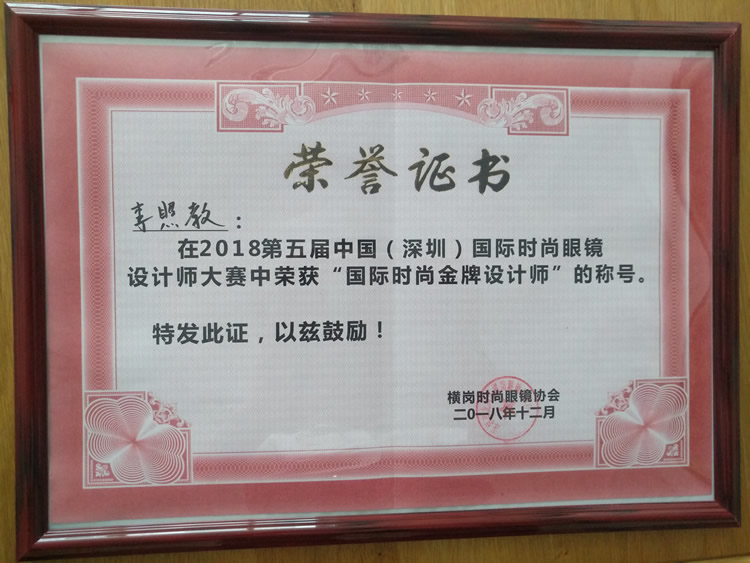 荣誉证书
李照教：
在2018第五届中国（深圳）国际时尚眼镜
设计师大赛中荣获“国际时尚金牌设计师”的称号。
特发此证，以兹鼓励！
横岗时尚眼镜协会
二〇一八年十二月